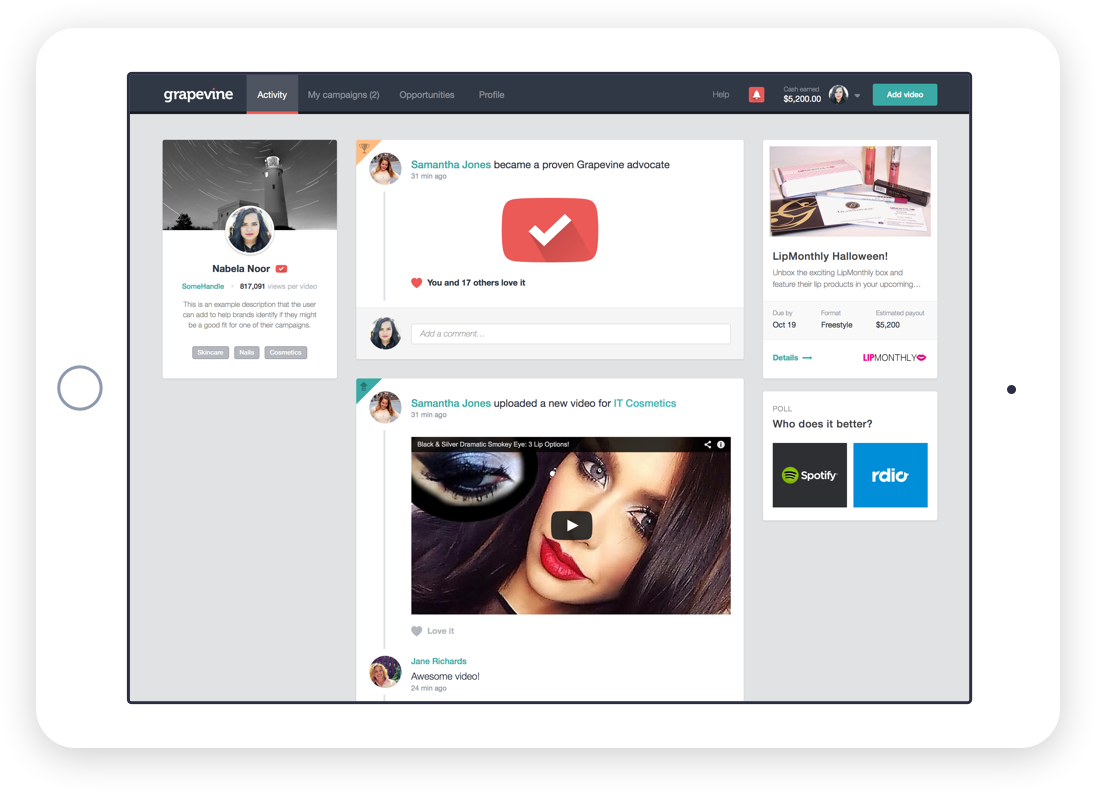 grapevine
Activity
My campaigns (2)
Opportunities
Profile
Help
Cash earned
$5,200.00
Add video
Nabela Noor
SomeHandle
817,091 views per video
This is an example description that the user
can add to help brands identify if they might
be a good fit for one of their campaigns.
Skincare
Nails
Cosmetics
Samantha Jones became a proven Grapevine advocate
31 min ago
You and 17 others love it
Add a comment...
Samantha Jones uploaded a new video for IT Cosmetics
31 min ago
Black & Silver Dramatic Smokey Eye: 3 Lip Options!
Love it
Jane Richards
Awesome video!
24 min ago
LipMonthly Halloween!
Unbox the exciting LipMonthly box and
feature their lip products in your upcoming...
Due by
Format
Estimated payout
Oct 19
Freestyle
$5,200
Details
LIPMONTHLY
POLL
Who does it better?
Spotify
rdio